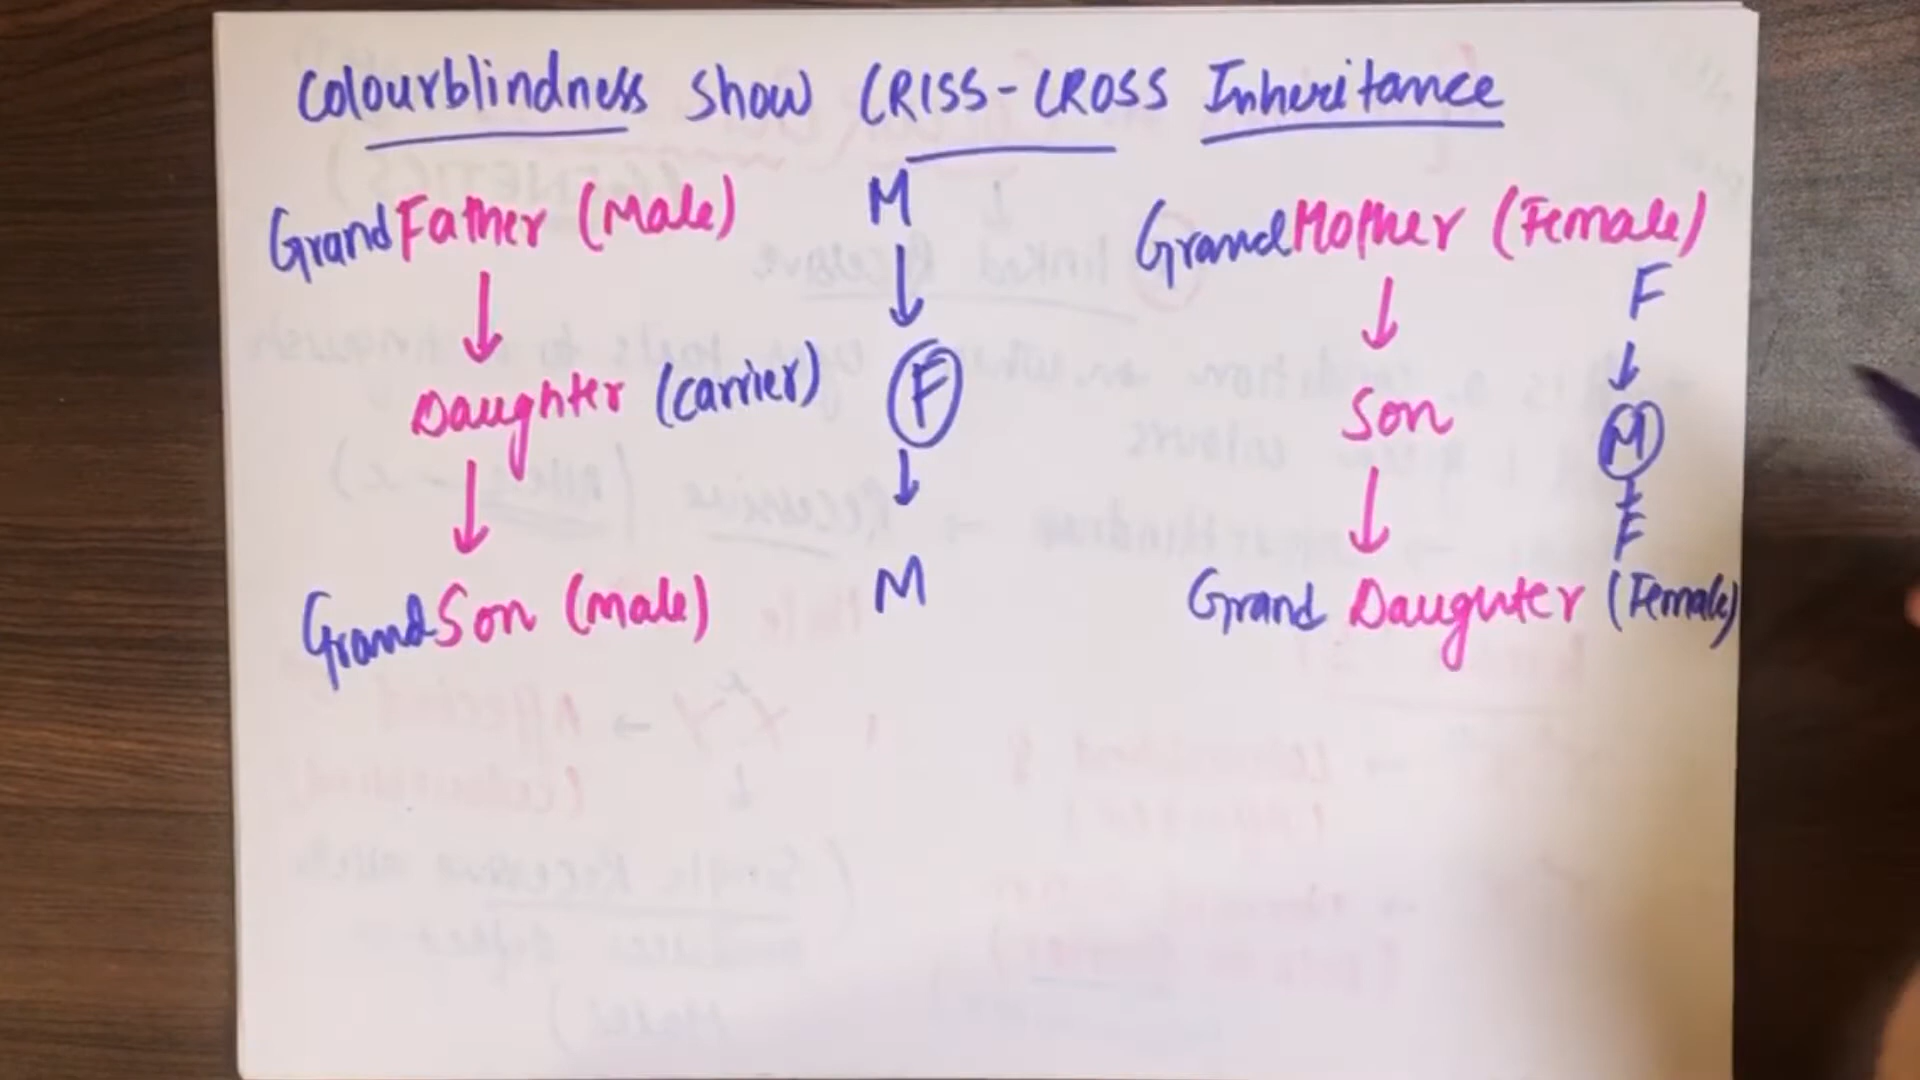 Colourblindness show CRISS-CROSS Inheritance
GrandFather (Male)
↓
Daughter (carrier)
↓
GrandSon (male)
M
↓
F
↓
M
GrandMother (Female)
↓
Son
↓
Grand Daughter (Female)
F
↓
M
↓
F